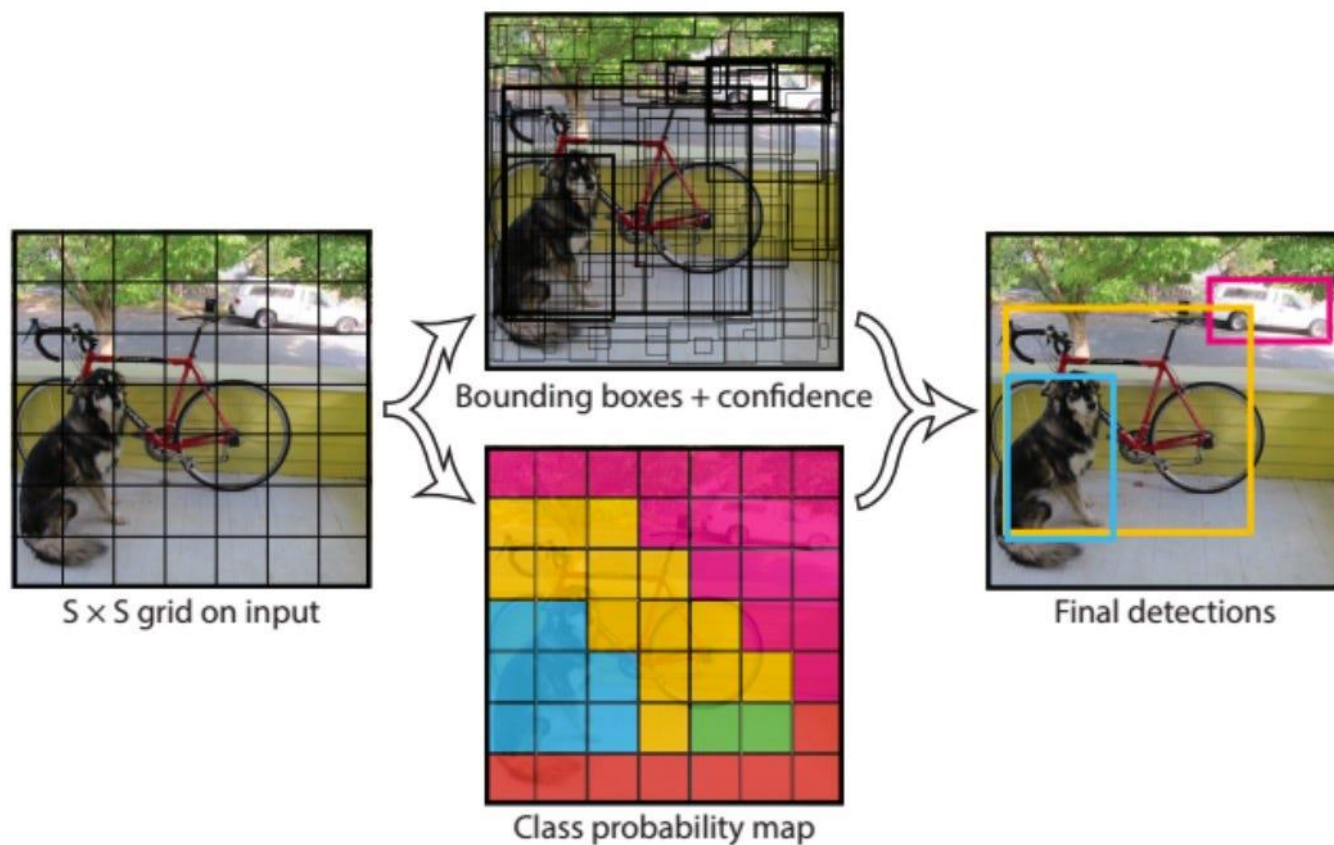 S × S grid on input
Bounding boxes + confidence
Class probability map
Final detections